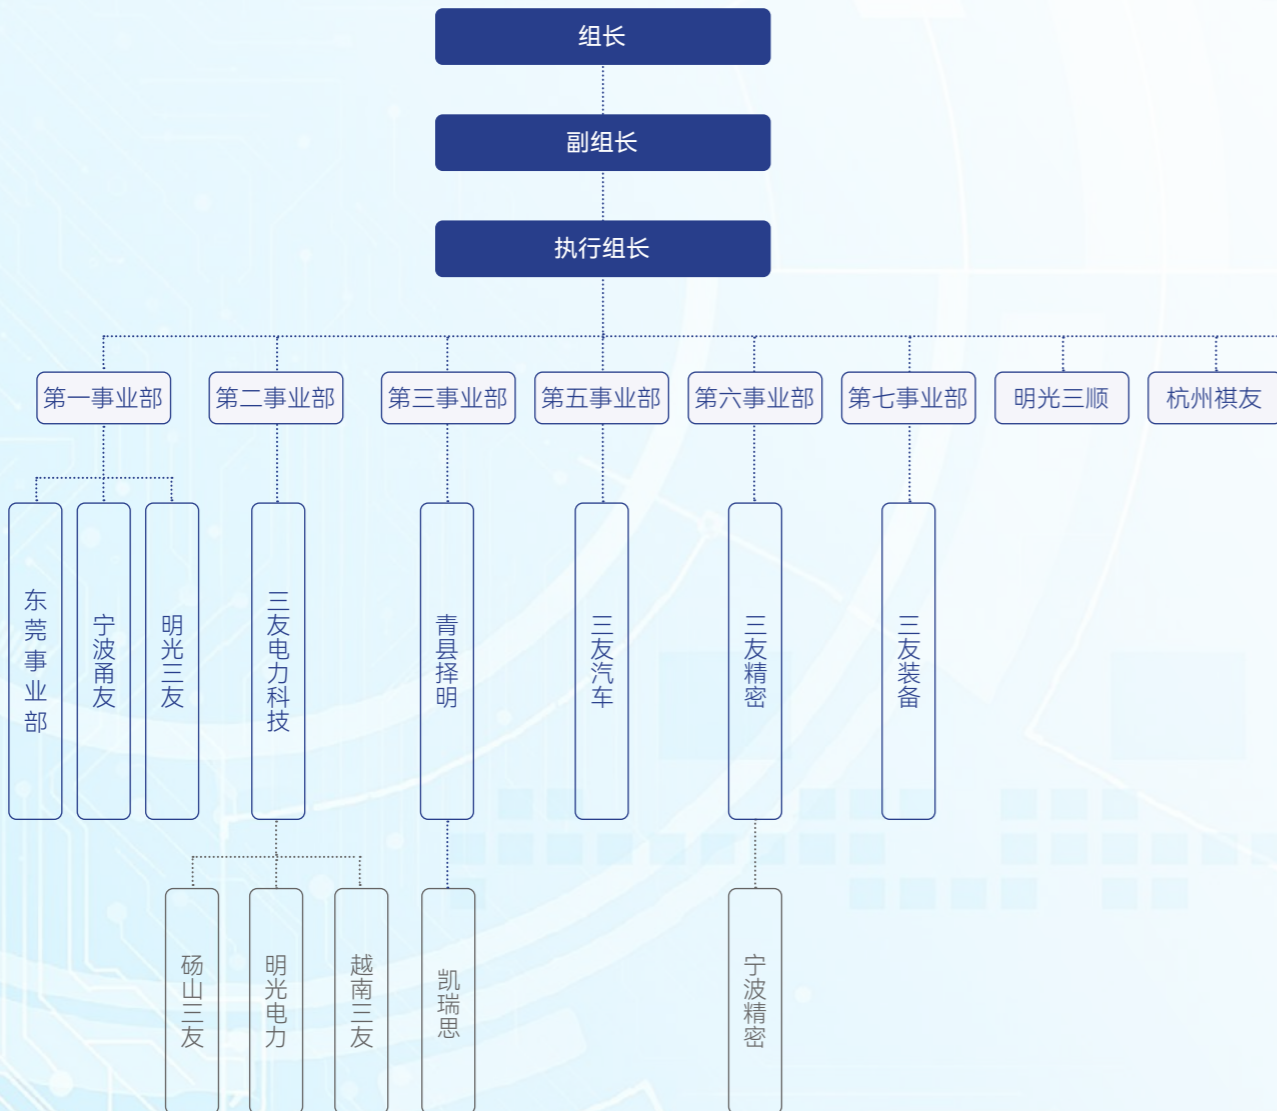 组长
副组长
执行组长
第一事业部
第二事业部
第三事业部
第五事业部
第六事业部
第七事业部
明光三顺
杭州祺友
东莞事业部
宁波甬友
明光三友
三友电力科技
青县择明
三友汽车
三友精密
三友装备
砀山三友
明光电力
越南三友
凯瑞思
宁波精密